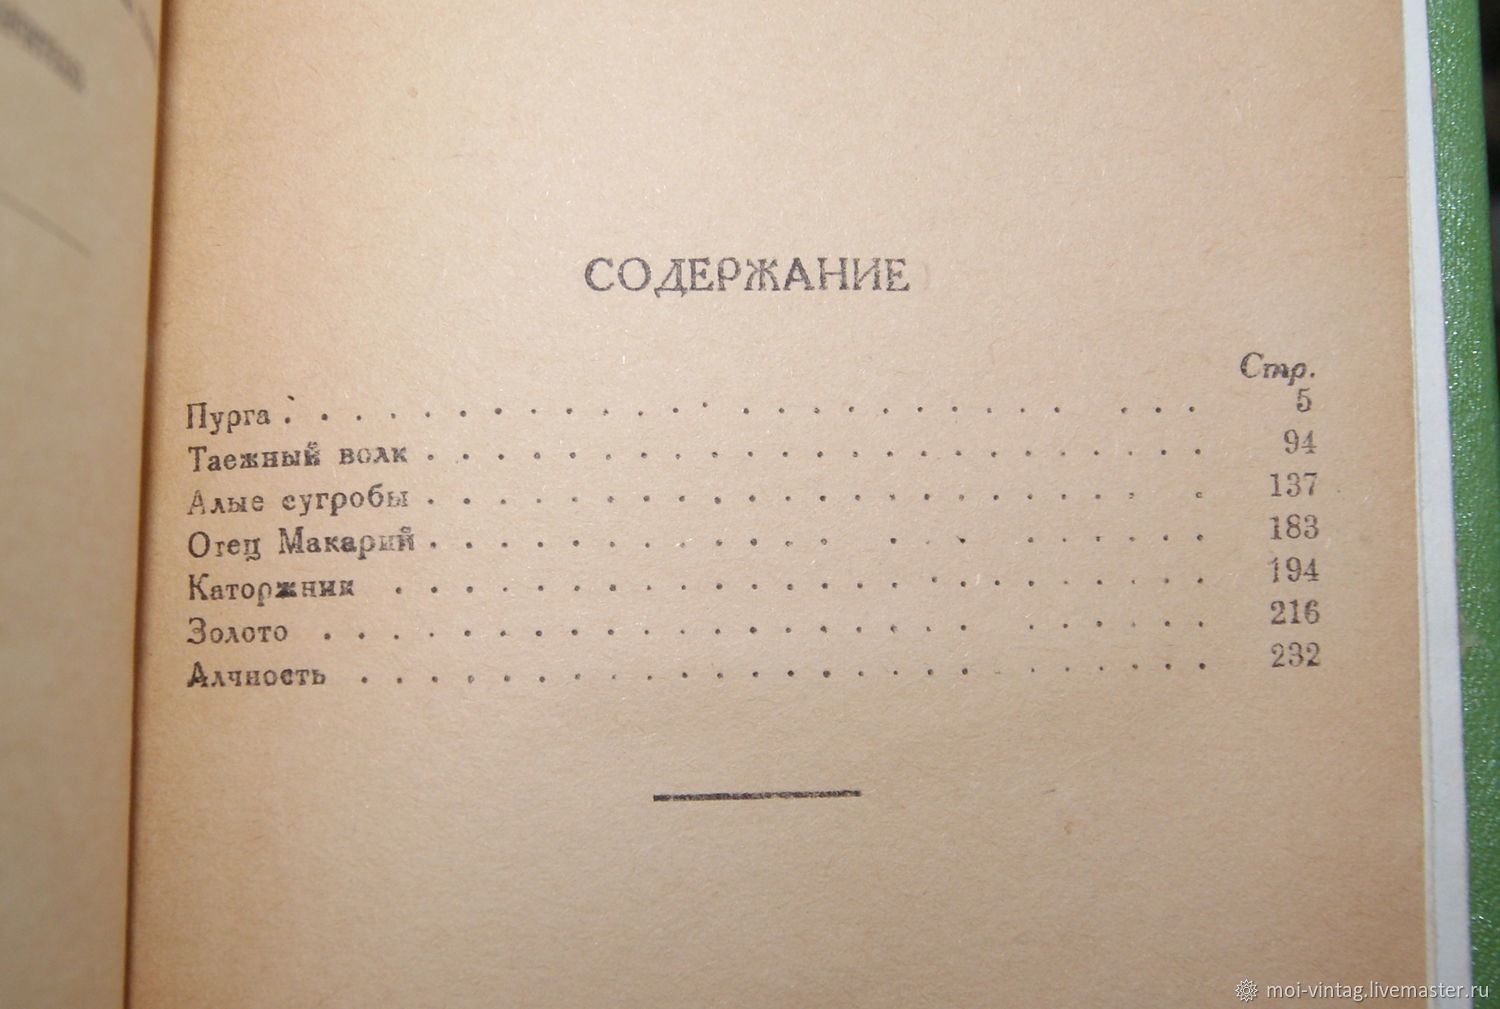 СОДЕРЖАНИЕ
Стр.
Пурга . . . . . . . . . . . . . . . . . . . . . . . . . . 5
Таежный волк . . . . . . . . . . . . . . . . . . . . . . 94
Алые сугробы . . . . . . . . . . . . . . . . . . . . . . 137
Отец Макарий . . . . . . . . . . . . . . . . . . . . . . 183
Каторжник . . . . . . . . . . . . . . . . . . . . . . . 194
Золото . . . . . . . . . . . . . . . . . . . . . . . . 216
Алчность . . . . . . . . . . . . . . . . . . . . . . . . 232
moi-vintag.livemaster.ru